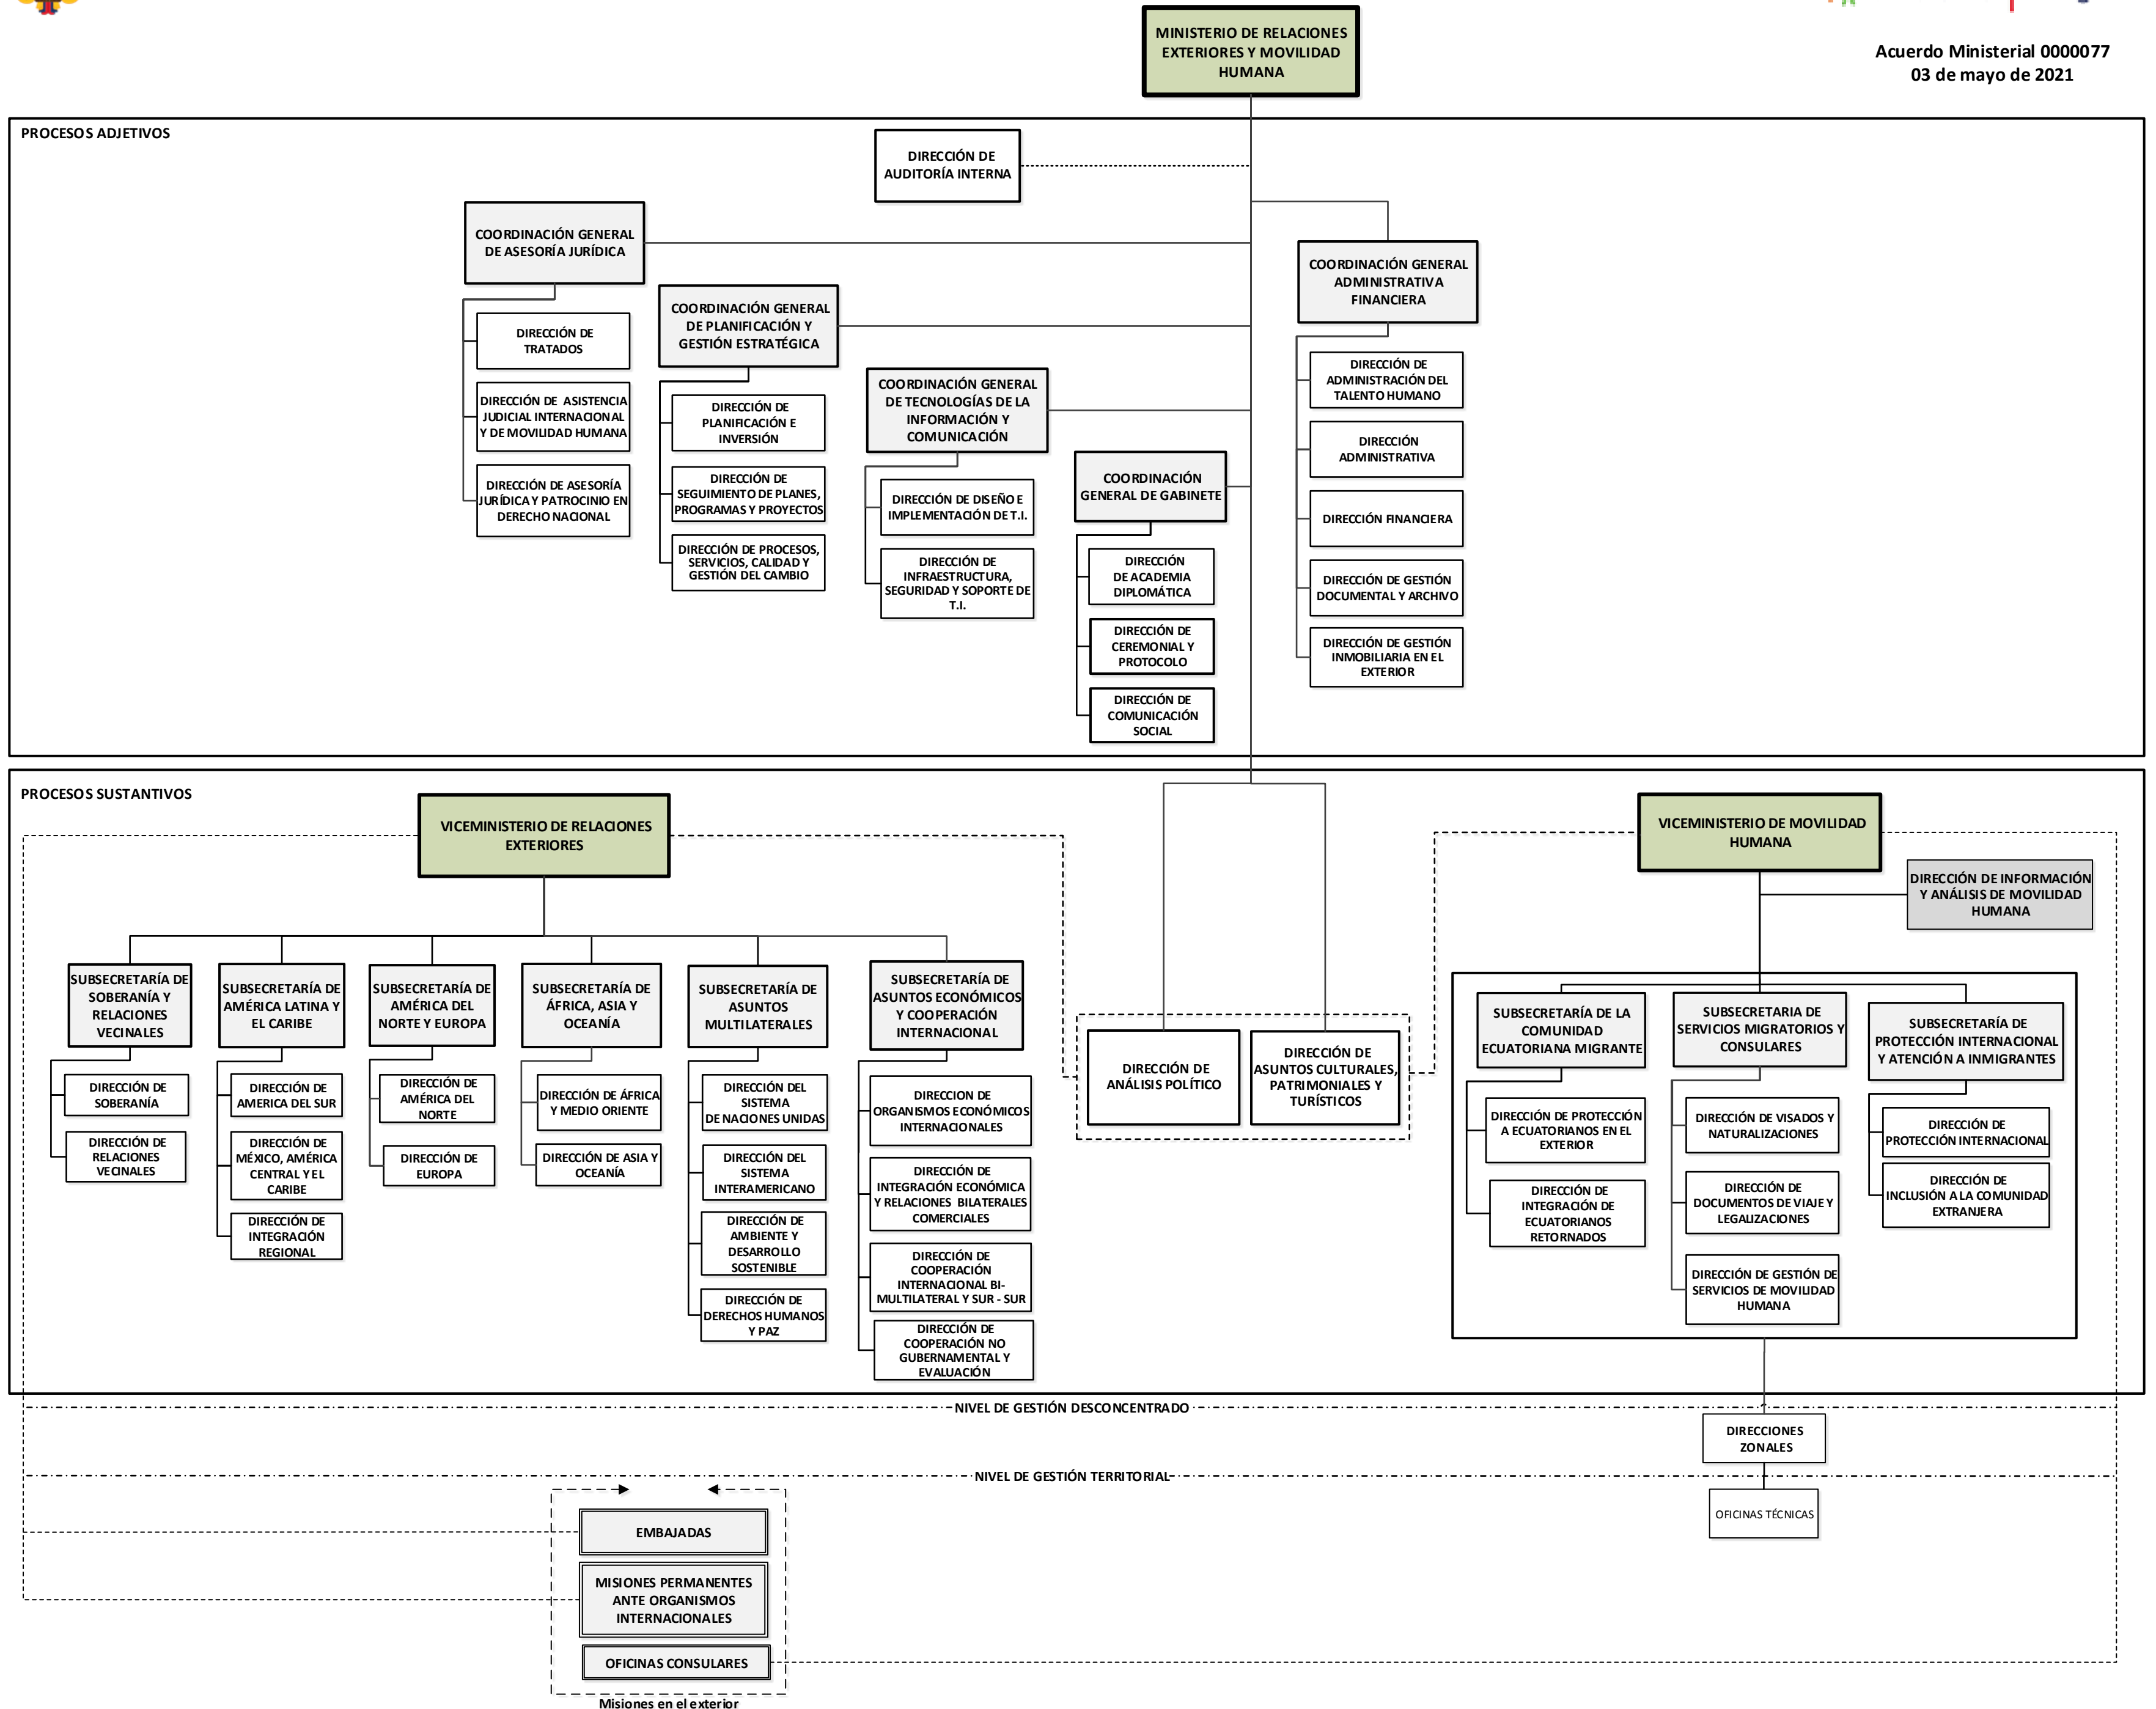 MINISTERIO DE RELACIONES
EXTERIORES Y MOVILIDAD
HUMANA
Acuerdo Ministerial 0000077
03 de mayo de 2021
PROCESOS ADJETIVOS
DIRECCIÓN DE
AUDITORÍA INTERNA
COORDINACIÓN GENERAL
DE ASESORÍA JURÍDICA
DIRECCIÓN DE
TRATADOS
DIRECCIÓN DE ASISTENCIA
JUDICIAL INTERNACIONAL
Y DE MOVILIDAD HUMANA
DIRECCIÓN DE ASESORÍA
JURÍDICA Y PATROCINIO EN
DERECHO NACIONAL
COORDINACIÓN GENERAL
DE PLANIFICACIÓN Y
GESTIÓN ESTRATÉGICA
DIRECCIÓN DE
PLANIFICACIÓN E
INVERSIÓN
DIRECCIÓN DE
SEGUIMIENTO DE PLANES,
PROGRAMAS Y PROYECTOS
DIRECCIÓN DE PROCESOS,
SERVICIOS, CALIDAD Y
GESTIÓN DEL CAMBIO
COORDINACIÓN GENERAL
DE TECNOLOGÍAS DE LA
INFORMACIÓN Y
COMUNICACIÓN
DIRECCIÓN DE DISEÑO E
IMPLEMENTACIÓN DE T.I.
DIRECCIÓN DE
INFRAESTRUCTURA,
SEGURIDAD Y SOPORTE DE
T.I.
COORDINACIÓN
GENERAL DE GABINETE
DIRECCIÓN
DE ACADEMIA
DIPLOMÁTICA
DIRECCIÓN DE
CEREMONIAL Y
PROTOCOLO
DIRECCIÓN DE
COMUNICACIÓN
SOCIAL
COORDINACIÓN GENERAL
ADMINISTRATIVA
FINANCIERA
DIRECCIÓN DE
ADMINISTRACIÓN DEL
TALENTO HUMANO
DIRECCIÓN
ADMINISTRATIVA
DIRECCIÓN FINANCIERA
DIRECCIÓN DE GESTIÓN
DOCUMENTAL Y ARCHIVO
DIRECCIÓN DE GESTIÓN
INMOBILIARIA EN EL
EXTERIOR
PROCESOS SUSTANTIVOS
VICEMINISTERIO DE RELACIONES
EXTERIORES
SUBSECRETARÍA DE
SOBERANÍA Y
RELACIONES
VECINALES
DIRECCIÓN DE
SOBERANÍA
DIRECCIÓN DE
RELACIONES
VECINALES
SUBSECRETARÍA DE
AMÉRICA LATINA Y
EL CARIBE
DIRECCIÓN DE
AMERICA DEL SUR
DIRECCIÓN DE
MÉXICO, AMÉRICA
CENTRAL Y EL
CARIBE
DIRECCIÓN DE
INTEGRACIÓN
REGIONAL
SUBSECRETARÍA DE
AMÉRICA DEL
NORTE Y EUROPA
DIRECCIÓN DE
AMÉRICA DEL
NORTE
DIRECCIÓN DE
EUROPA
SUBSECRETARÍA DE
ÁFRICA, ASIA Y
OCEANÍA
DIRECCIÓN DE ÁFRICA
Y MEDIO ORIENTE
DIRECCIÓN DE ASIA Y
OCEANÍA
SUBSECRETARÍA DE
ASUNTOS
MULTILATERALES
DIRECCIÓN DEL
SISTEMA
DE NACIONES UNIDAS
DIRECCIÓN DEL
SISTEMA
INTERAMERICANO
DIRECCIÓN DE
AMBIENTE Y
DESARROLLO
SOSTENIBLE
DIRECCIÓN DE
DERECHOS HUMANOS
Y PAZ
SUBSECRETARÍA DE
ASUNTOS ECONÓMICOS
Y COOPERACIÓN
INTERNACIONAL
DIRECCION DE
ORGANISMOS ECONÓMICOS
INTERNACIONALES
DIRECCIÓN DE
INTEGRACIÓN ECONÓMICA
Y RELACIONES BILATERALES
COMERCIALES
DIRECCIÓN DE
COOPERACIÓN
INTERNACIONAL BI-
MULTILATERAL Y SUR - SUR
DIRECCIÓN DE
COOPERACIÓN NO
GUBERNAMENTAL Y
EVALUACIÓN
DIRECCIÓN DE
ANÁLISIS POLÍTICO
DIRECCIÓN DE
ASUNTOS CULTURALES,
PATRIMONIALES Y
TURÍSTICOS
VICEMINISTERIO DE MOVILIDAD
HUMANA
DIRECCIÓN DE INFORMACIÓN
Y ANÁLISIS DE MOVILIDAD
HUMANA
SUBSECRETARÍA DE LA
COMUNIDAD
ECUATORIANA MIGRANTE
DIRECCIÓN DE PROTECCIÓN
A ECUATORIANOS EN EL
EXTERIOR
DIRECCIÓN DE
INTEGRACIÓN DE
ECUATORIANOS
RETORNADOS
SUBSECRETARIA DE
SERVICIOS MIGRATORIOS Y
CONSULARES
DIRECCIÓN DE VISADOS Y
NATURALIZACIONES
DIRECCIÓN DE
DOCUMENTOS DE VIAJE Y
LEGALIZACIONES
DIRECCIÓN DE GESTIÓN DE
SERVICIOS DE MOVILIDAD
HUMANA
SUBSECRETARÍA DE
PROTECCIÓN INTERNACIONAL
Y ATENCIÓN A INMIGRANTES
DIRECCIÓN DE
PROTECCIÓN INTERNACIONAL
DIRECCIÓN DE
INCLUSIÓN A LA COMUNIDAD
EXTRANJERA
NIVEL DE GESTIÓN DESCONCENTRADO
DIRECCIONES
ZONALES
NIVEL DE GESTIÓN TERRITORIAL
OFICINAS TÉCNICAS
EMBAJADAS
MISIONES PERMANENTES
ANTE ORGANISMOS
INTERNACIONALES
OFICINAS CONSULARES
Misiones en el exterior